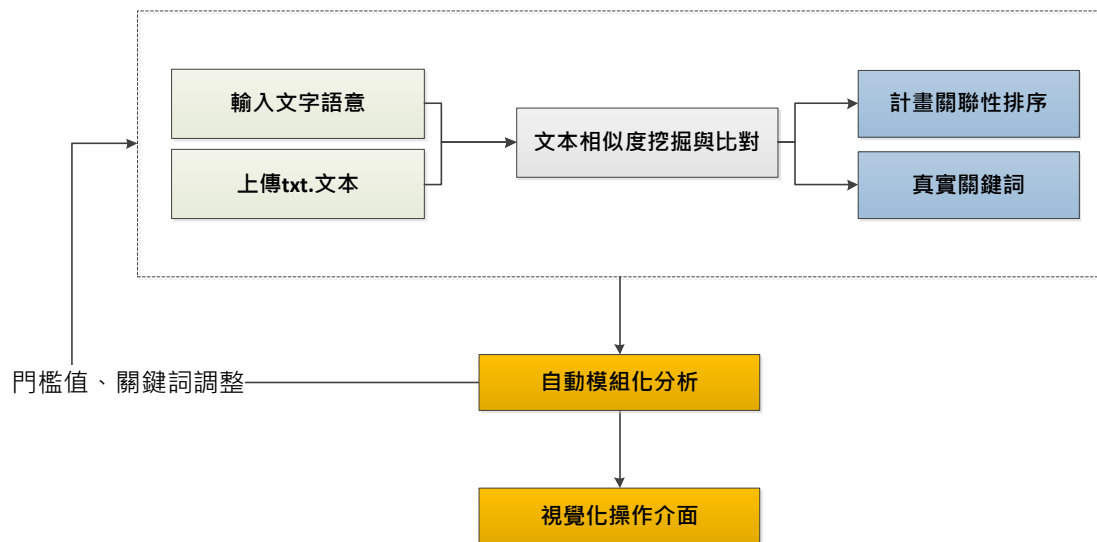 輸入文字語意
上傳txt.文本
文本相似度挖掘與比對
計畫關聯性排序
真實關鍵詞
門檻值、關鍵詞調整
自動模組化分析
視覺化操作介面